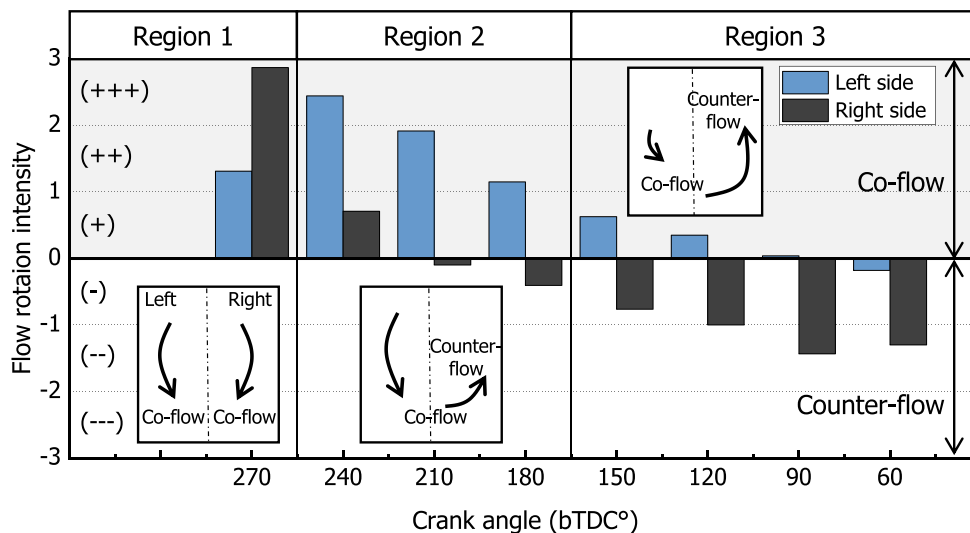 Region 1
Region 2
Region 3
Flow rotaion intensity
3
2
1
0
-1
-2
-3
(+++)
(++)
(+)
(-)
(--)
(---)
Left
Right
Co-flow
Co-flow
Counter-
flow
Co-flow
Counter-
flow
Co-flow
Left side
Right side
Co-flow
Counter-flow
270
240
210
180
150
120
90
60
Crank angle (bTDC°)